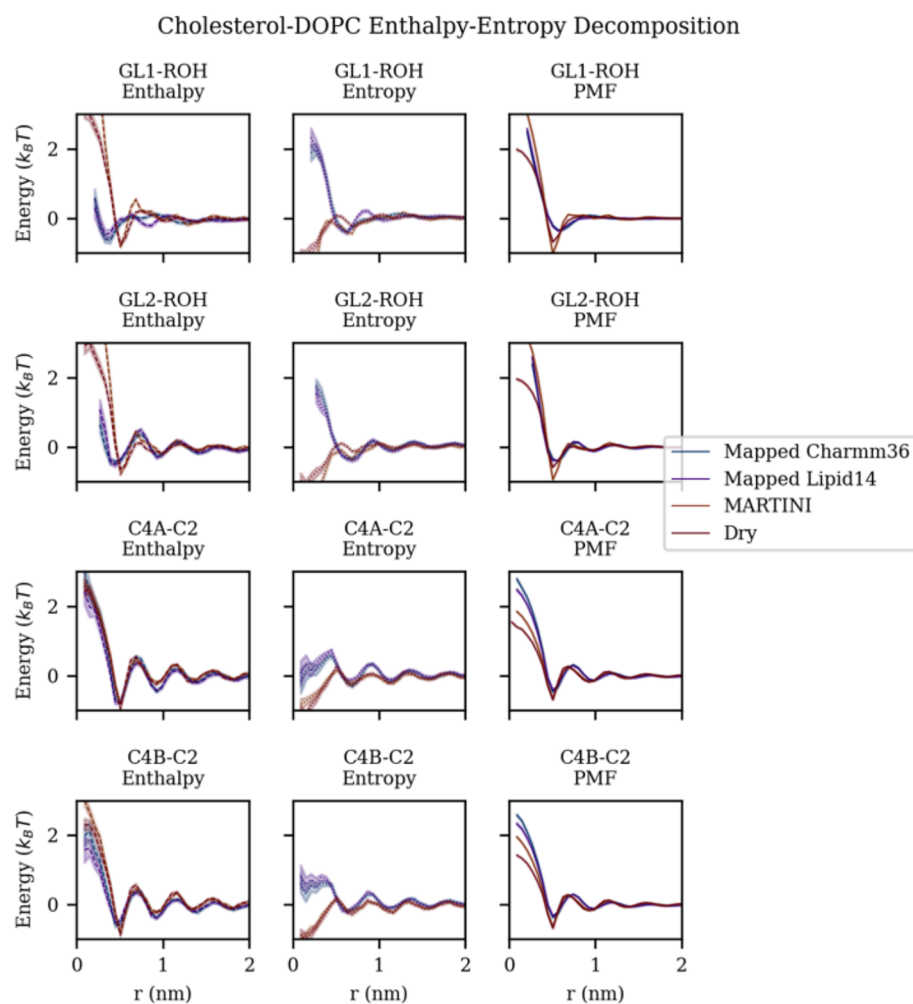 Cholesterol-DOPC Enthalpy-Entropy Decomposition
GL1-ROH
Enthalpy
GL1-ROH
Entropy
GL1-ROH
PMF
Energy (k_BT)
2
0
GL2-ROH
Enthalpy
GL2-ROH
Entropy
GL2-ROH
PMF
Energy (k_BT)
2
0
Mapped Charmm36
Mapped Lipid14
MARTINI
Dry
C4A-C2
Enthalpy
C4A-C2
Entropy
C4A-C2
PMF
Energy (k_BT)
2
0
C4B-C2
Enthalpy
C4B-C2
Entropy
C4B-C2
PMF
Energy (k_BT)
2
0
0 1 2
0 1 2
0 1 2
r (nm)
r (nm)
r (nm)